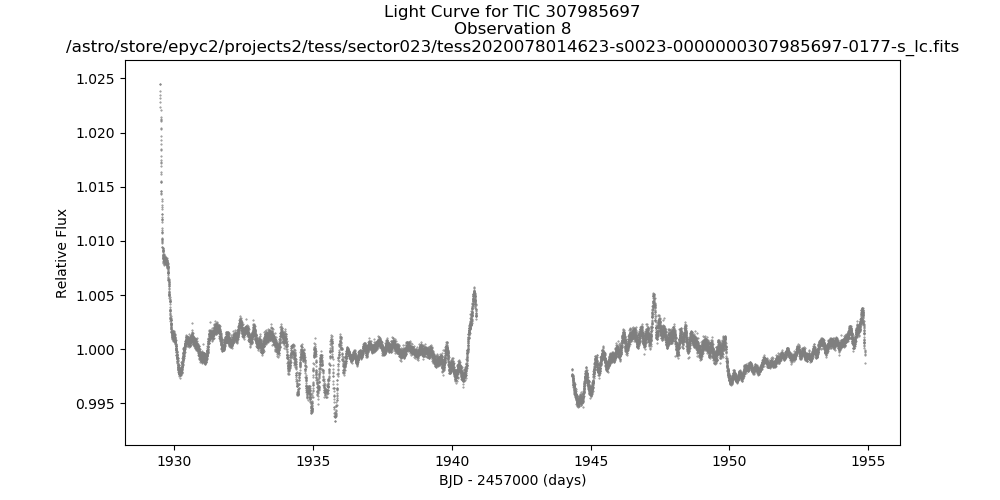 Light Curve for TIC 307985697
Observation 8
/astro/store/epyc2/projects2/tess/sector023/tess2020078014623-s0023-0000000307985697-0177-s_lc.fits
1.025
1.020
1.015
1.010
1.005
1.000
0.995
Relative Flux
1930
1935
1940
1945
1950
1955
BJD - 2457000 (days)